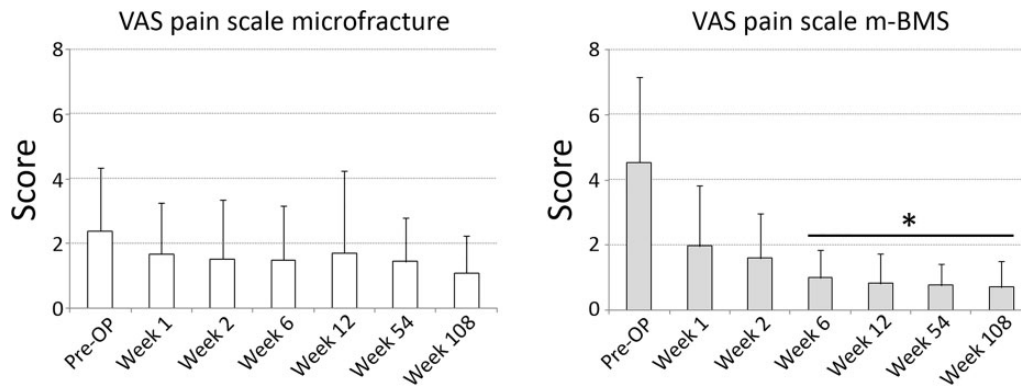 VAS pain scale microfracture
8
6
4
2
0
Score
Pre-OP
Week 1
Week 2
Week 6
Week 12
Week 54
Week 108
VAS pain scale m-BMS
8
6
4
2
0
Score
*
Pre-OP
Week 1
Week 2
Week 6
Week 12
Week 54
Week 108